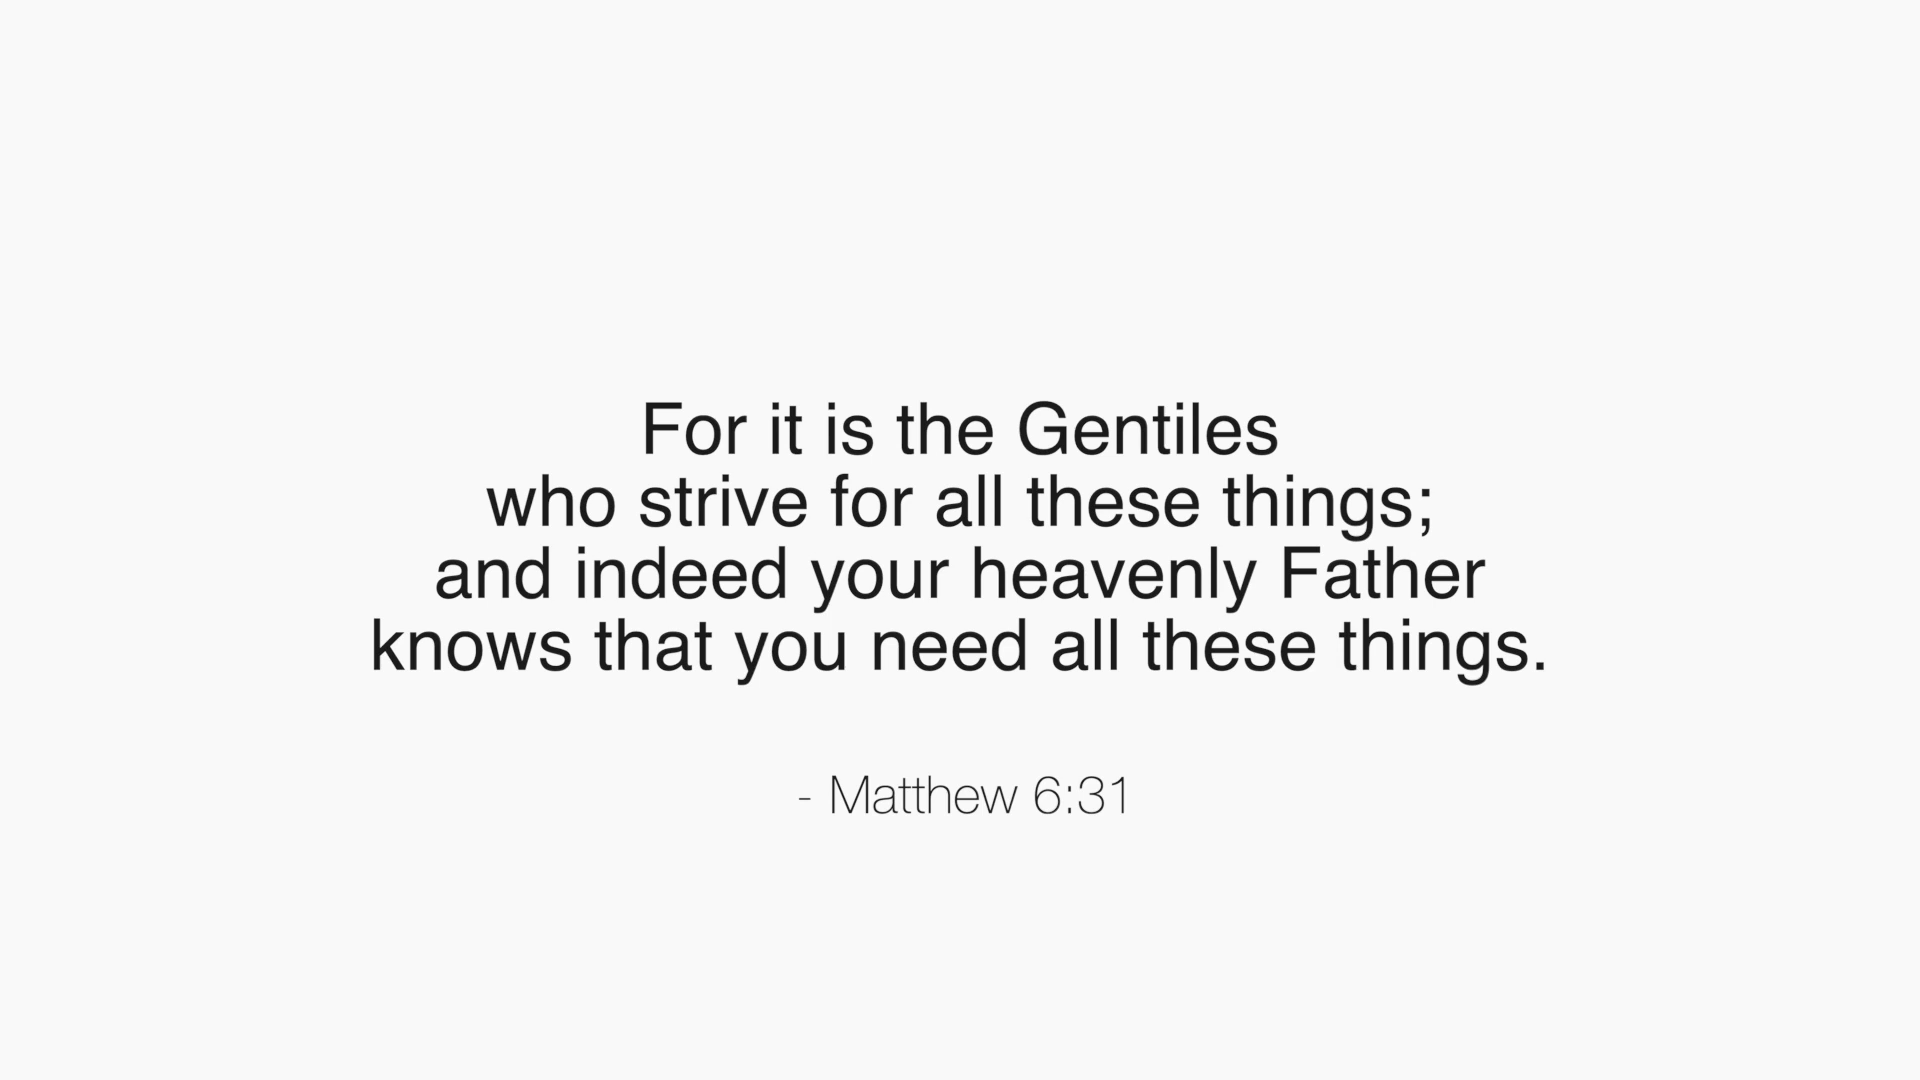 For it is the Gentiles
who strive for all these things;
and indeed your heavenly Father
knows that you need all these things.
- Matthew 6:31